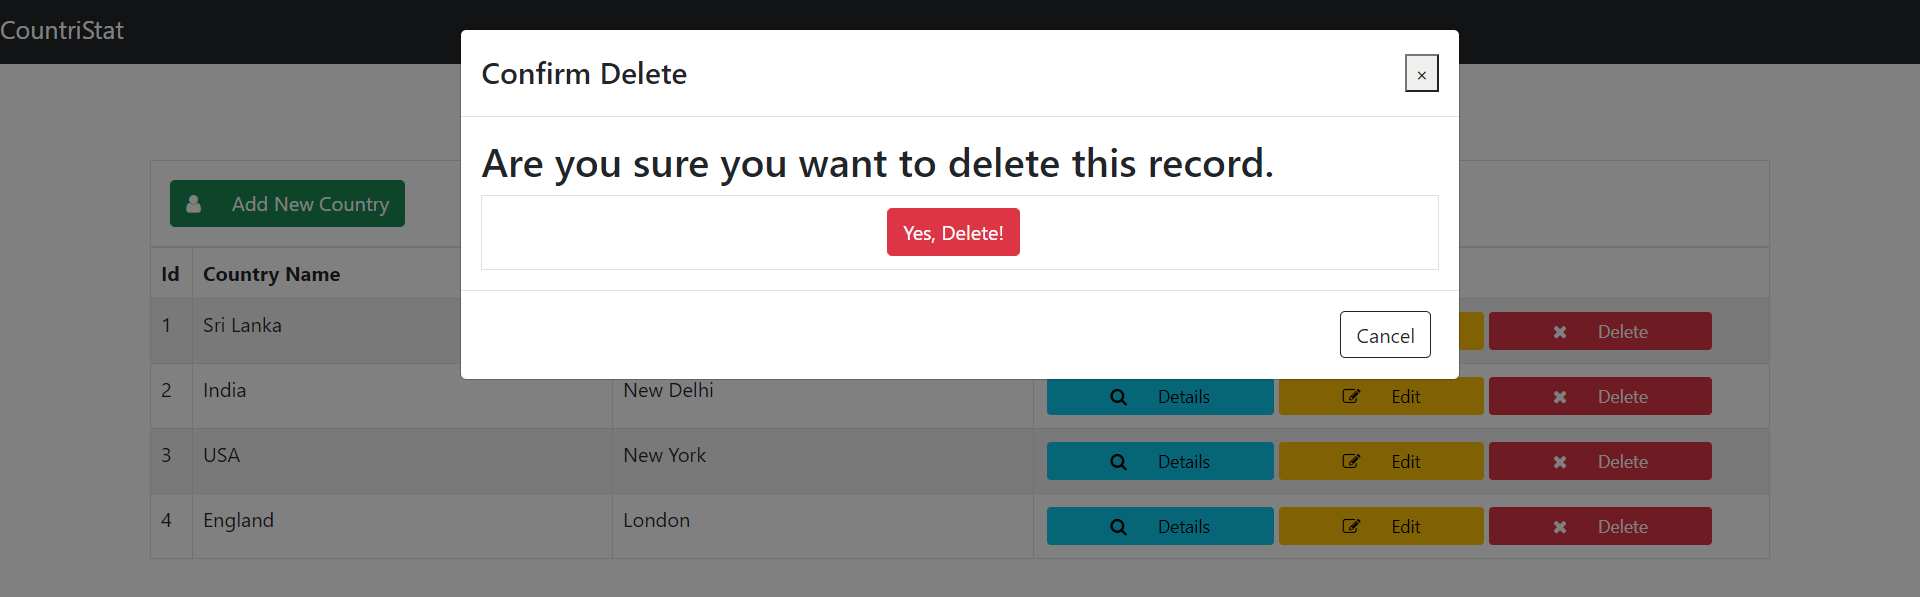 CountriStat
Confirm Delete
×
Are you sure you want to delete this record.
Yes, Delete!
Cancel
Add New Country
Id Country Name
1 Sri Lanka Delete
2 India New Delhi Details Edit Delete
3 USA New York Details Edit Delete
4 England London Details Edit Delete